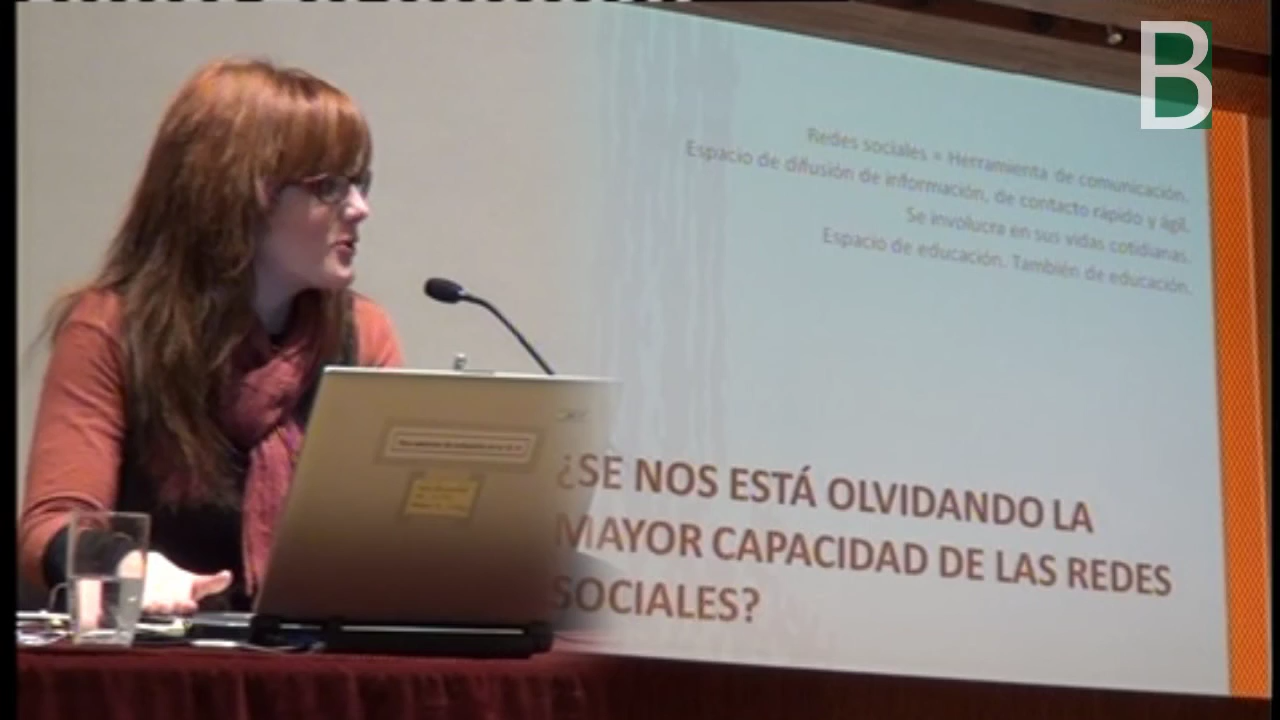 B
Redes sociales = Herramienta de comunicación.
Espacio de difusión de información, de contacto rápido y ágil.
Se involucra en sus vidas cotidianas.
Espacio de educación. También de educación.
¿SE NOS ESTÁ OLVIDANDO LA
MAYOR CAPACIDAD DE LAS REDES
SOCIALES?